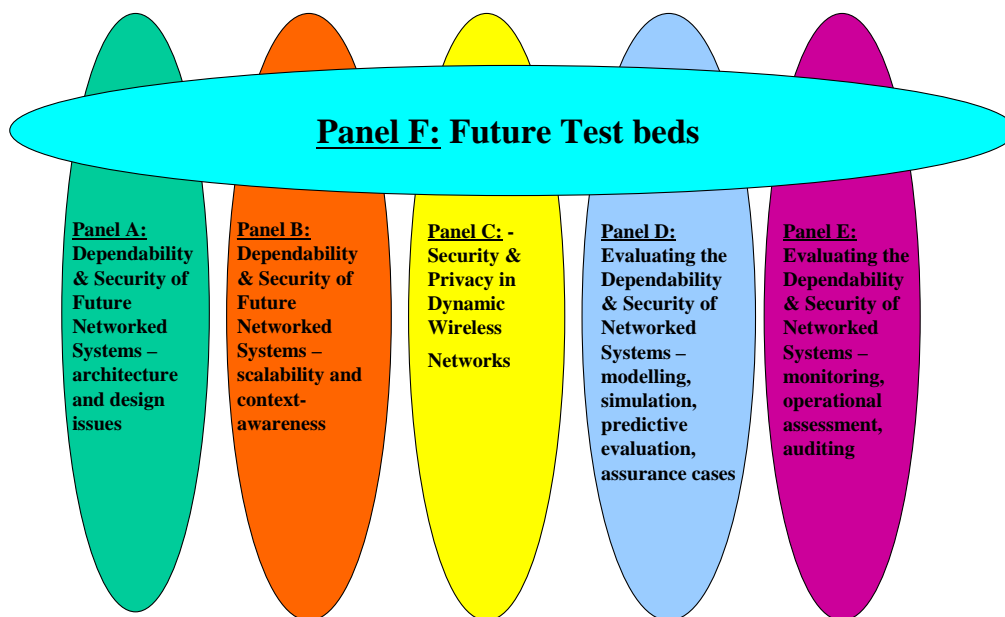 Panel F: Future Test beds
Panel A:
Dependability
& Security of
Future
Networked
Systems –
architecture
and design
issues
Panel B:
Dependability
& Security of
Future
Networked
Systems –
scalability and
context-
awareness
Panel C: -
Security &
Privacy in
Dynamic
Wireless
Networks
Panel D:
Evaluating the
Dependability
& Security of
Networked
Systems –
modelling,
simulation,
predictive
evaluation,
assurance cases
Panel E:
Evaluating the
Dependability
& Security of
Networked
Systems –
monitoring,
operational
assessment,
auditing